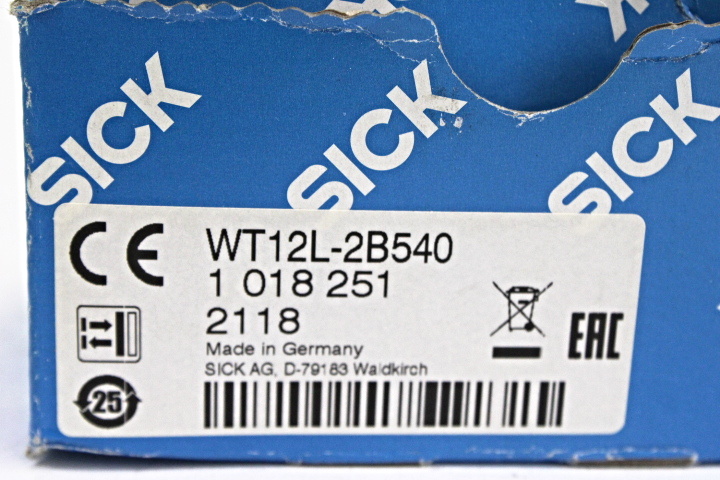 SICK
SICK
SICK
CE
WT12L-2B540
1 018 251
2118
Made in Germany
SICK AG, D-79183 Waldkirch
25
EAC